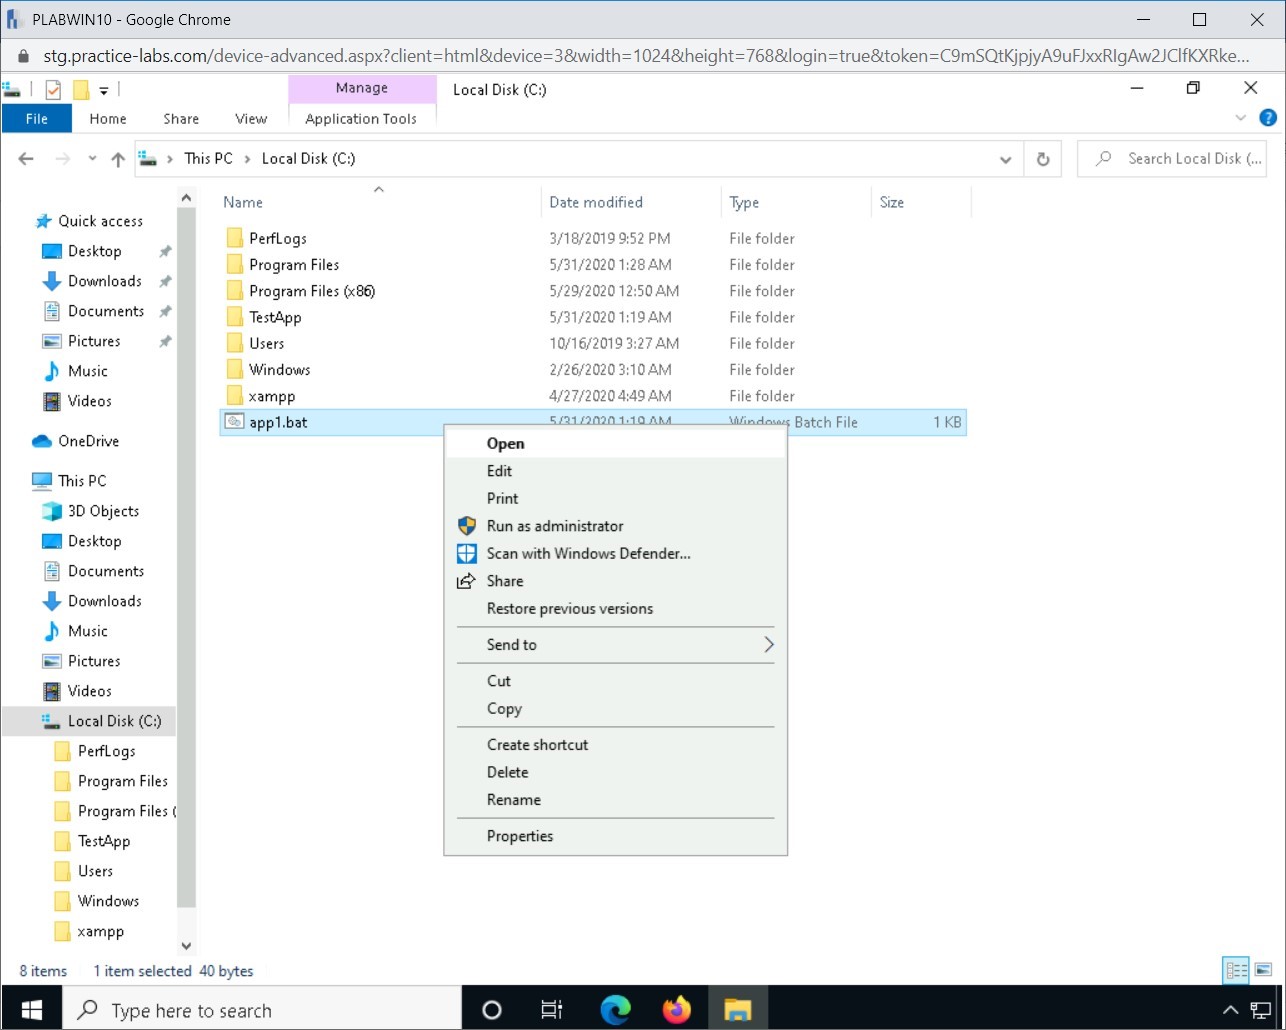 PLABWIN10 - Google Chrome
stg.practice-labs.com/device-advanced.aspx?client=html&device=3&width=1024&height=768&login=true&token=C9mSQtKjpjyA9uFJxxRIgAw2JClfKXRke...
Manage Local Disk (C:)
File Home Share View Application Tools
This PC Local Disk (C:) Search Local Disk (...
Name Date modified Type Size
Quick access
Desktop
Downloads
Documents
Pictures
Music
Videos
OneDrive
This PC
3D Objects
Desktop
Documents
Downloads
Music
Pictures
Videos
Local Disk (C:)
PerfLogs
Program Files
Program Files (
TestApp
Users
Windows
xampp
PerfLogs 3/18/2019 9:52 PM File folder
Program Files 5/31/2020 1:28 AM File folder
Program Files (x86) 5/29/2020 12:50 AM File folder
TestApp 5/31/2020 1:19 AM File folder
Users 10/16/2019 3:27 AM File folder
Windows 2/26/2020 3:10 AM File folder
xampp 4/27/2020 4:49 AM File folder
app1.bat 5/31/2020 1:19 AM Windows Batch File 1 KB
Open
Edit
Print
Run as administrator
Scan with Windows Defender...
Share
Restore previous versions
Send to
Cut
Copy
Create shortcut
Delete
Rename
Properties
8 items 1 item selected 40 bytes
Type here to search